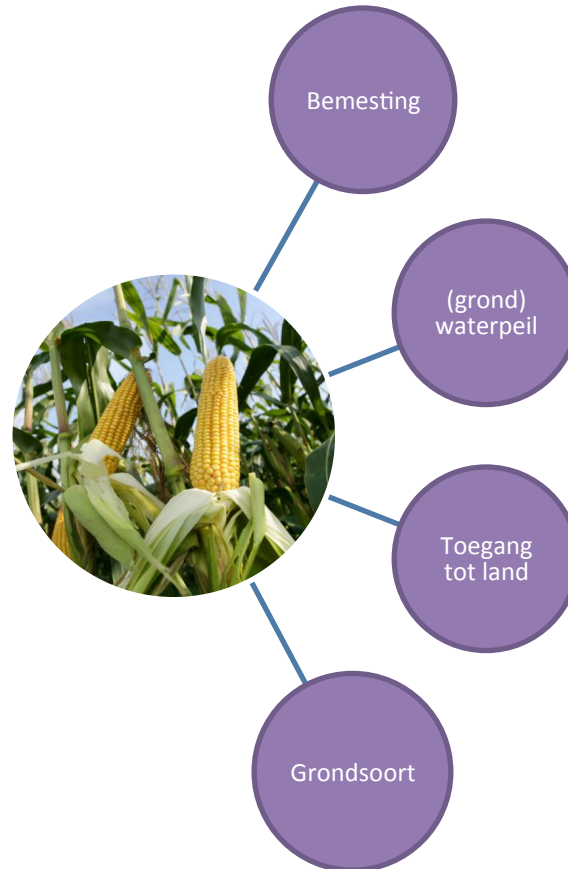 Bemesting
(grond)
waterpeil
Toegang
tot land
Grondsoort